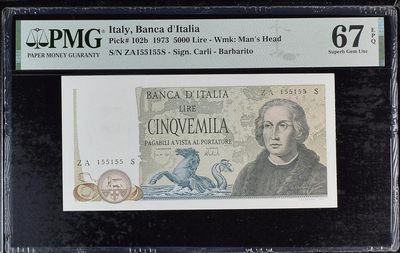 PMG
PAPER MONEY GUARANTY
Italy, Banca d'Italia
Pick# 102b 1973 5000 Lire - Wmk: Man's Head
S/N ZA155155S - Sign. Carli - Barbarito
67 EPQ
Superb Gem Unc
BANCA D'ITALIA
ZA 155155 S
LIRE
CINQVEMILA
PAGABILI A VISTA AL PORTATORE
ZA 155155 S